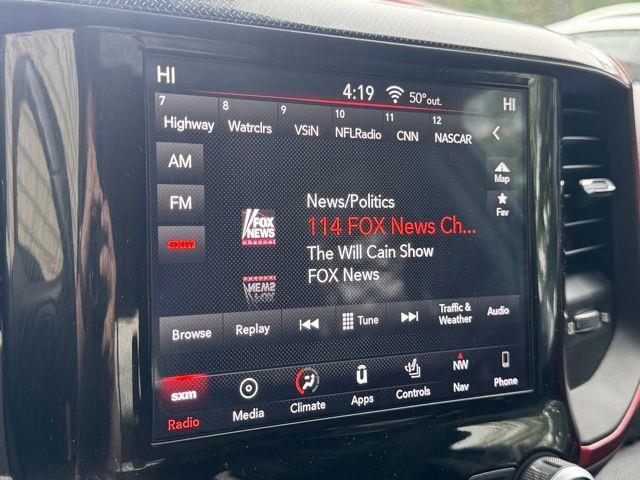 HI
4:19
50°out.
HI
7 8 9 10 11 12
Highway Watrclrs VSiN NFLRadio CNN NASCAR
AM
FM
sxm
Map
Fav
FOX
NEWS
channel
News/Politics
114 FOX News Ch...
The Will Cain Show
FOX News
Browse Replay Tune Traffic & Weather Audio
sxm
NW
Radio Media Climate Apps Controls Nav Phone